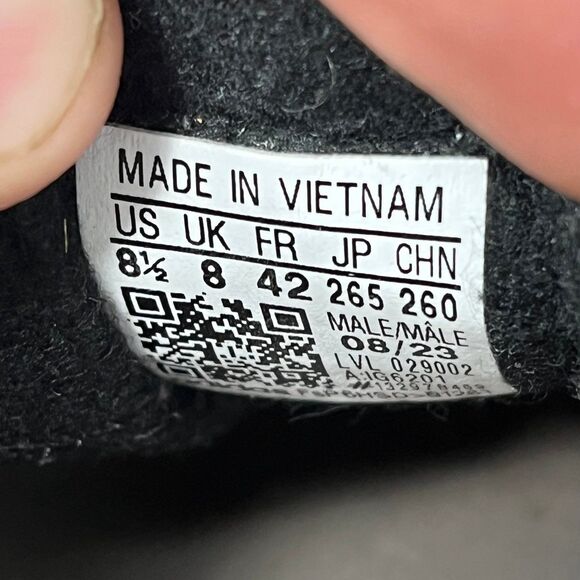 MADE IN VIETNAM
US UK FR JP CHN
8½ 8 42 265 260
MALE/MÂLE
08/23
LVL 029002